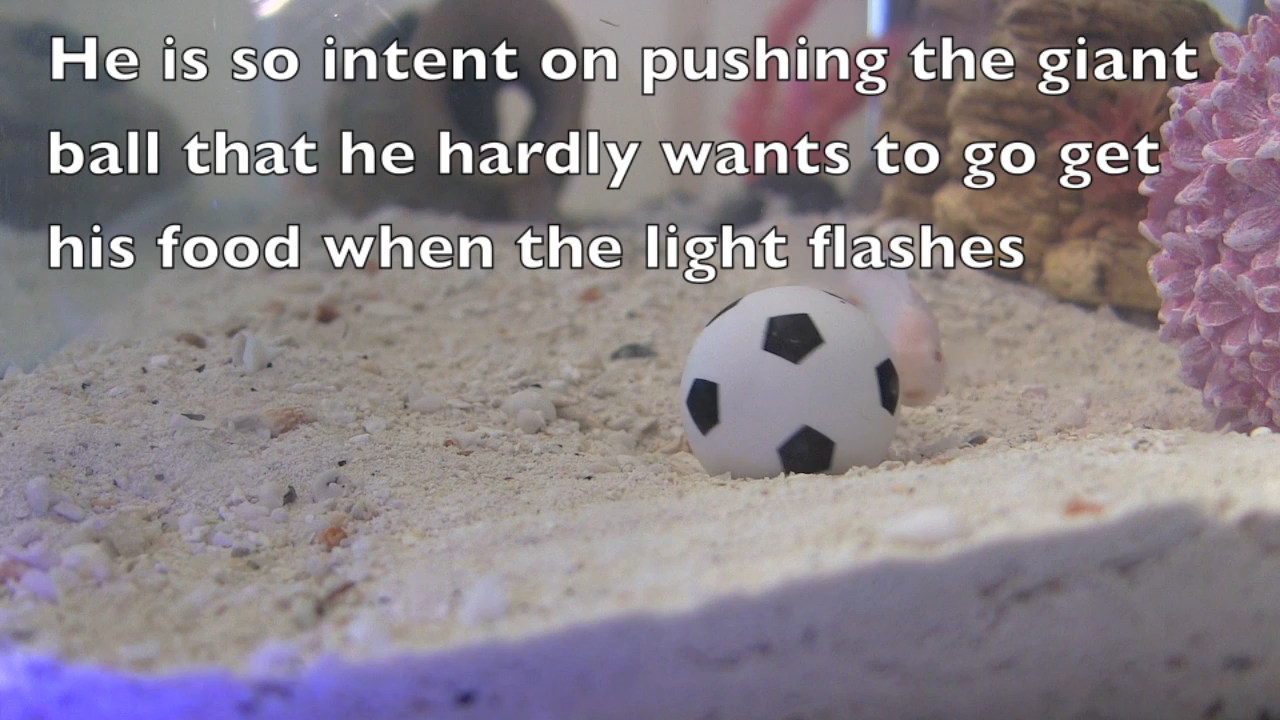 He is so intent on pushing the giant
ball that he hardly wants to go get
his food when the light flashes